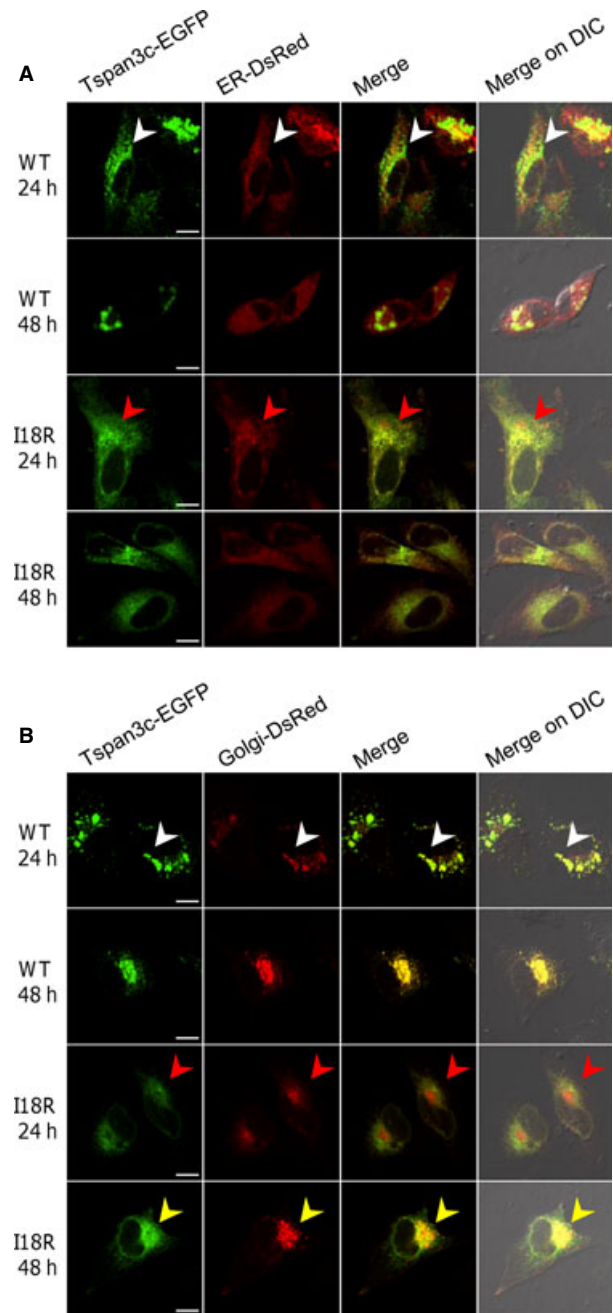 A
Tspan3c-EGFP
ER-DsRed
Merge
Merge on DIC
WT
24 h
WT
48 h
I18R
24 h
I18R
48 h
B
Tspan3c-EGFP
Golgi-DsRed
Merge
Merge on DIC
WT
24 h
WT
48 h
I18R
24 h
I18R
48 h